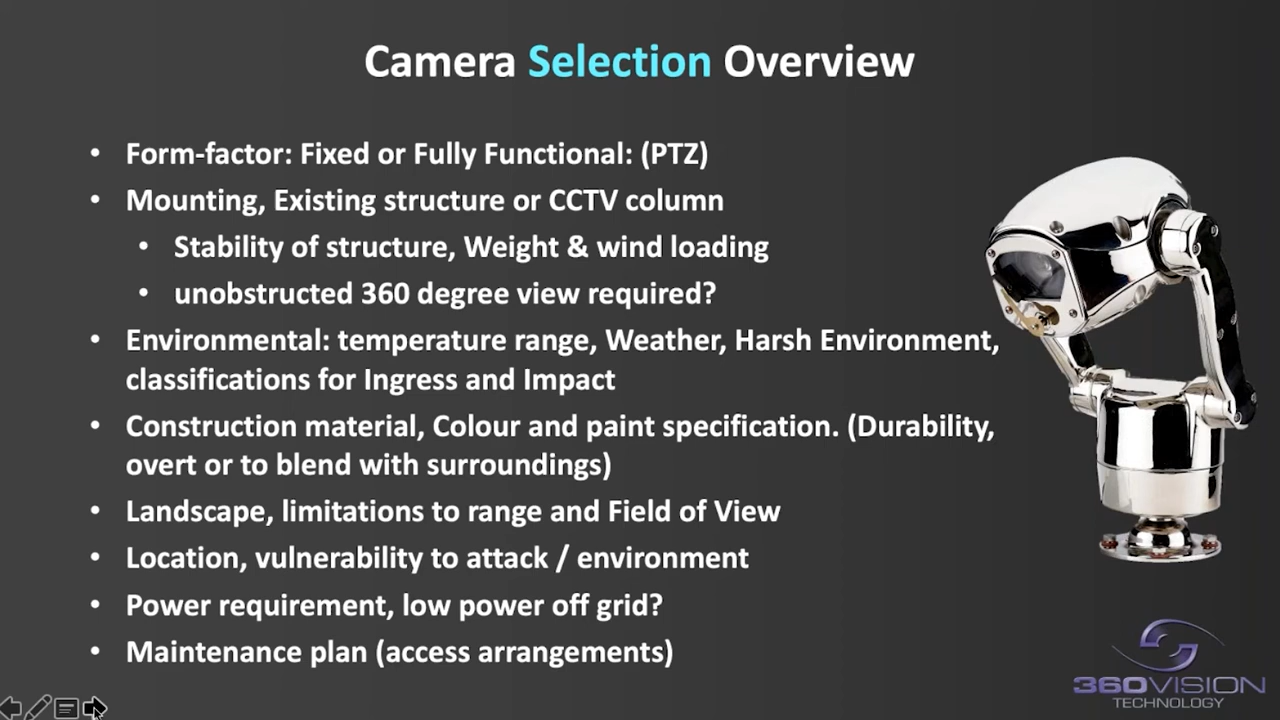 Camera Selection Overview
• Form-factor: Fixed or Fully Functional: (PTZ)
• Mounting, Existing structure or CCTV column
• Stability of structure, Weight & wind loading
• unobstructed 360 degree view required?
• Environmental: temperature range, Weather, Harsh Environment,
classifications for Ingress and Impact
• Construction material, Colour and paint specification. (Durability,
overt or to blend with surroundings)
• Landscape, limitations to range and Field of View
• Location, vulnerability to attack / environment
• Power requirement, low power off grid?
• Maintenance plan (access arrangements)
360VISION
TECHNOLOGY